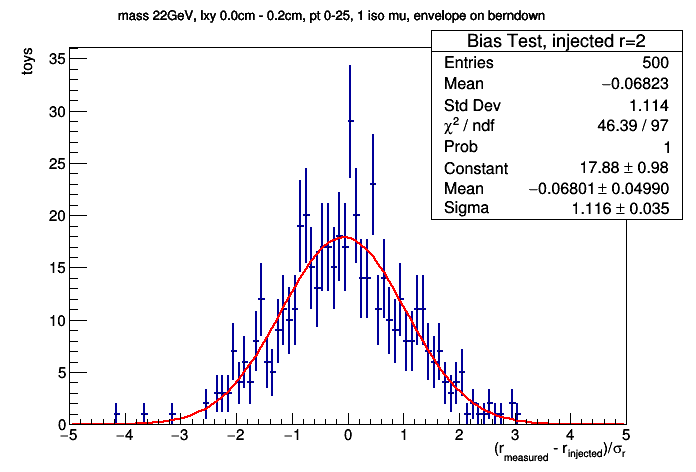 mass 22GeV, lxy 0.0cm - 0.2cm, pt 0-25, 1 iso mu, envelope on berndown
Bias Test, injected r=2
Entries 500
Mean −0.06823
Std Dev 1.114
χ² / ndf 46.39 / 97
Prob 1
Constant 17.88 ± 0.98
Mean −0.06801 ± 0.04990
Sigma 1.116 ± 0.035
toys
35
30
25
20
15
10
5
0
−5 −4 −3 −2 −1 0 1 2 3 4 5
(r_measured - r_injected)/σ_r